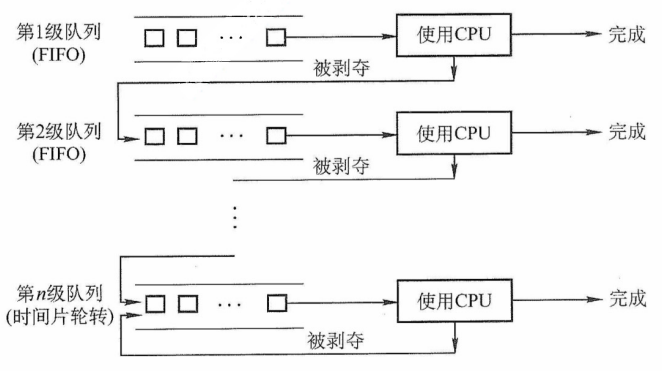 第1级队列
(FIFO)
···
使用CPU
完成
被剥夺
第2级队列
(FIFO)
···
使用CPU
完成
被剥夺
⋮
第n级队列
(时间片轮转)
···
使用CPU
完成
被剥夺